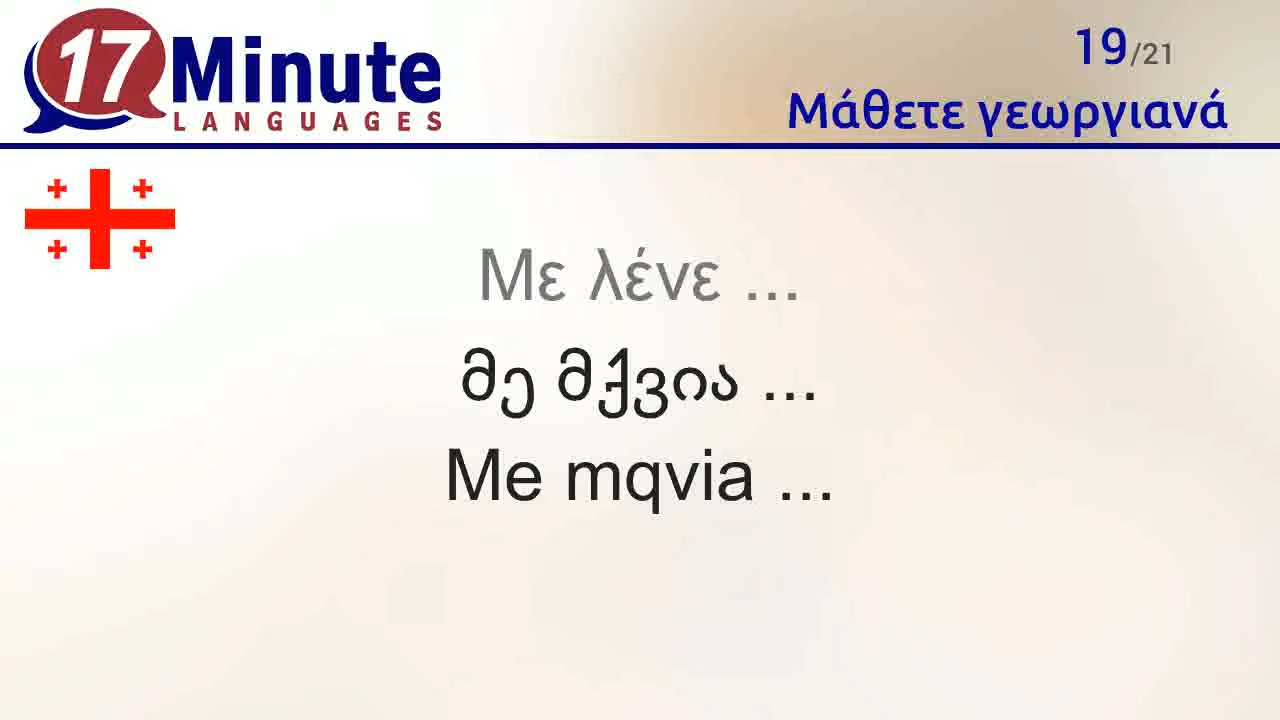 17 Minute
LANGUAGES
19/21
Μάθετε γεωργιανά
Με λένε ...
მე მქვია ...
Me mqvia ...